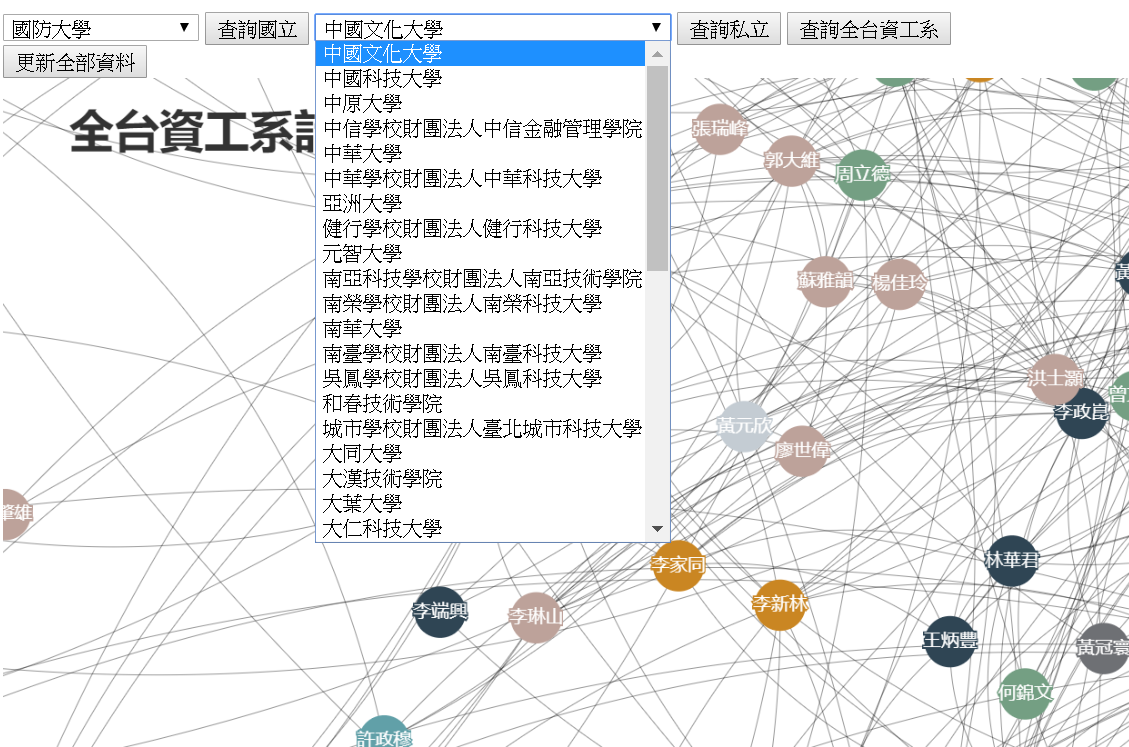 國防大學
查詢國立
中國文化大學
查詢私立
查詢全台資工系
更新全部資料
中國文化大學
中國科技大學
中原大學
中信學校財團法人中信金融管理學院
中華大學
中華學校財團法人中華科技大學
亞洲大學
健行學校財團法人健行科技大學
元智大學
南亞科技學校財團法人南亞技術學院
南榮學校財團法人南榮科技大學
南華大學
南臺學校財團法人南臺科技大學
吳鳳學校財團法人吳鳳科技大學
和春技術學院
城市學校財團法人臺北城市科技大學
大同大學
大漢技術學院
大葉大學
大仁科技大學
全台資工系
張瑞峰
郭大維
周立德
蘇雅韻
楊佳玲
黃
洪士灝
曾
李政崑
黃元欣
廖世偉
肇雄
李家同
林華君
李新林
李端興
李琳山
王炳豐
黃冠寰
何錦文
許政穆